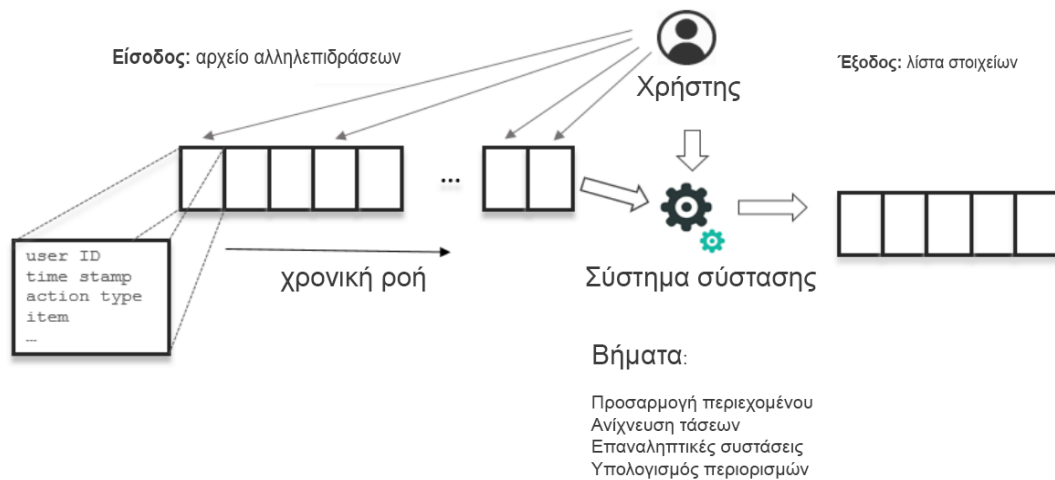 Είσοδος: αρχείο αλληλεπιδράσεων
Χρήστης
Έξοδος: λίστα στοιχείων
...
user ID
time stamp
action type
item
…
χρονική ροή
Σύστημα σύστασης
Βήματα:
Προσαρμογή περιεχομένου
Ανίχνευση τάσεων
Επαναληπτικές συστάσεις
Υπολογισμός περιορισμών